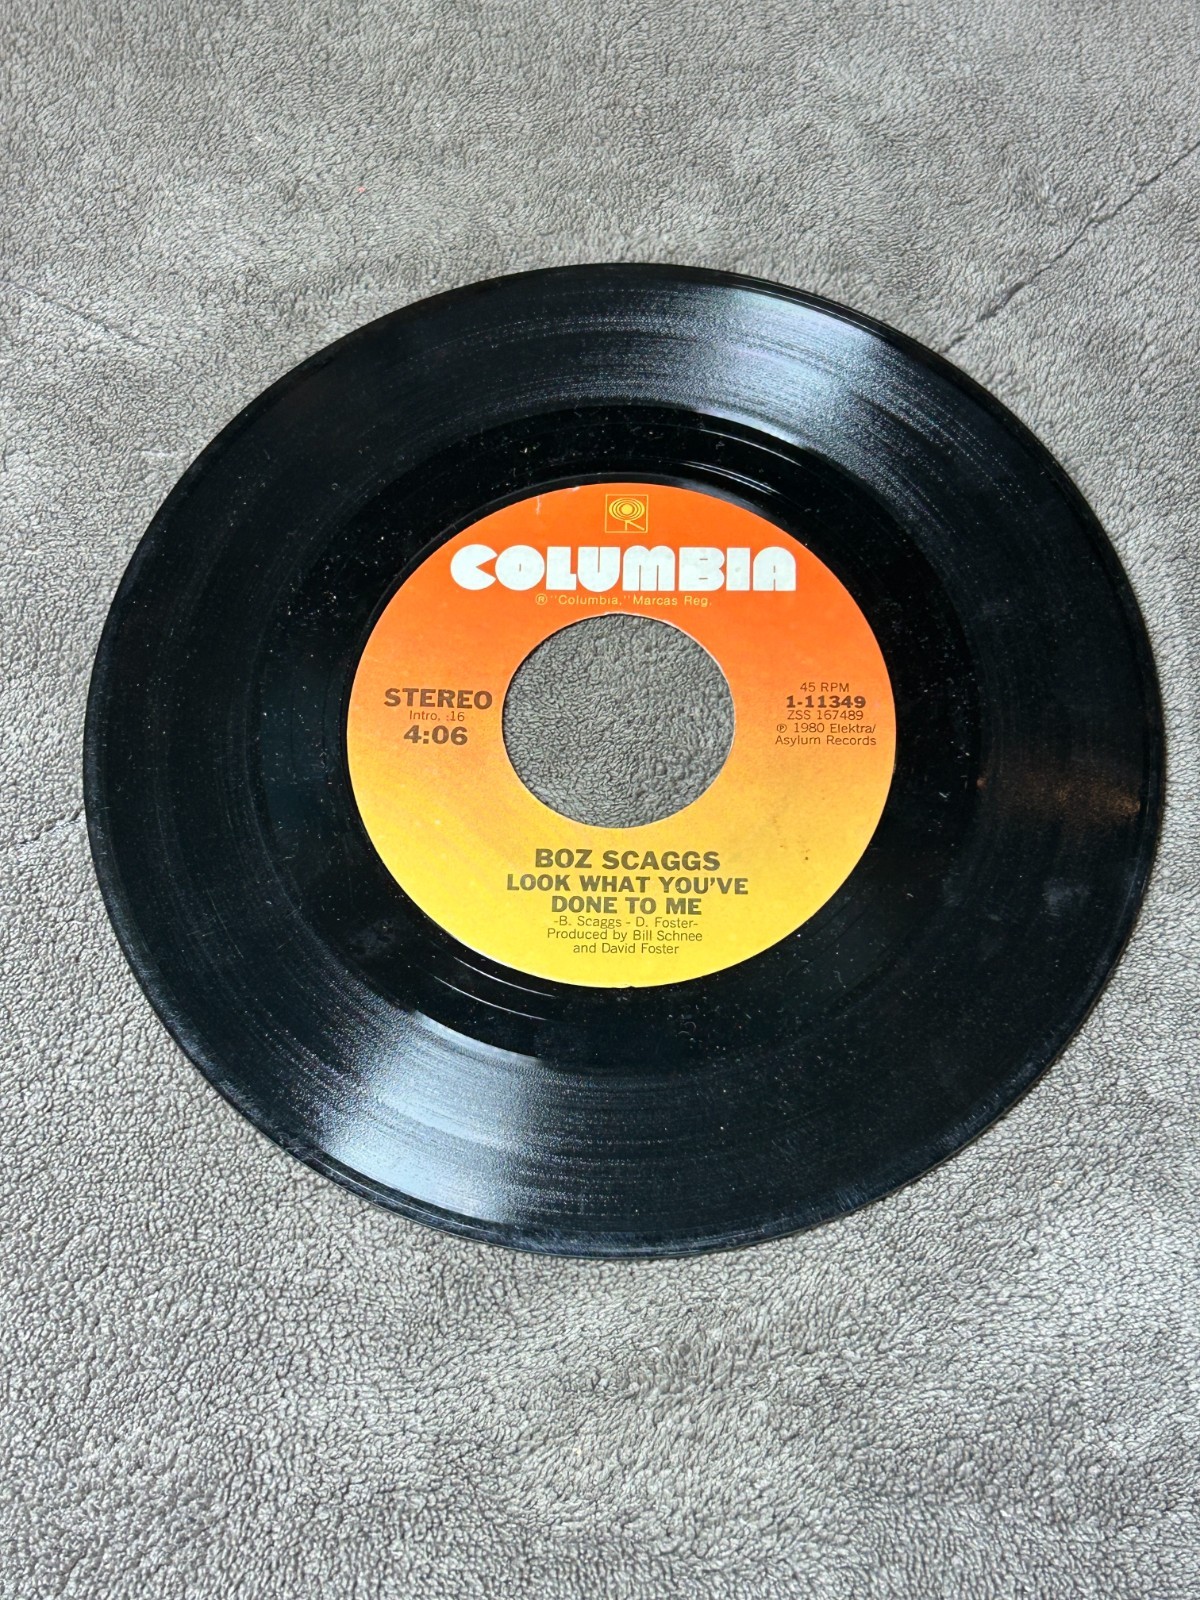 COLUMBIA
® "Columbia," Marcas Reg.
STEREO
Intro. :16
4:06
45 RPM
1-11349
ZSS 167489
℗ 1980 Elektra/
Asylum Records
BOZ SCAGGS
LOOK WHAT YOU'VE
DONE TO ME
-B. Scaggs - D. Foster-
Produced by Bill Schnee
and David Foster